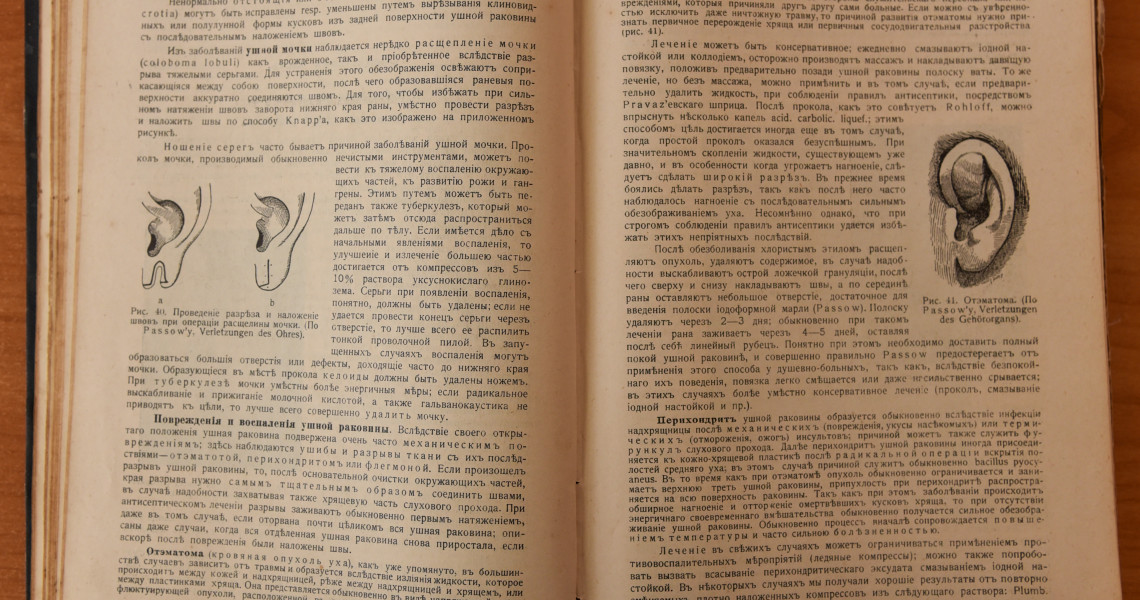 Ненормально отстоящія
crotia) могутъ быть исправлены resp. уменьшены путемъ вырѣзыванія клиновид-
ныхъ или полулунной формы кусковъ изъ задней поверхности ушной раковины
съ послѣдовательнымъ наложеніемъ швовъ.
Изъ заболѣваній ушной мочки наблюдается нерѣдко расщепленіе мочки
(coloboma lobuli) какъ врожденное, такъ и пріобрѣтенное вслѣдствіе раз-
рыва тяжелыми серьгами. Для устраненія этого обезображенія освѣжаютъ сопри-
касающіяся между собою поверхности, послѣ чего образовавшіяся раневыя по-
верхности аккуратно соединяются швомъ. Для того, чтобы избѣжать при силь-
номъ натяженіи швовъ заворота нижняго края раны, умѣстно провести разрѣзъ
и наложить швы по способу Knapp'а, какъ это изображено на приложенномъ
рисункѣ.
Ношеніе серегъ часто бываетъ причиной заболѣваній ушной мочки. Про-
колъ мочки, производимый обыкновенно нечистыми инструментами, можетъ по-
вести къ тяжелому воспаленію окружаю-
щихъ частей, къ развитію рожи и ган-
грены. Этимъ путемъ можетъ быть пе-
реданъ также туберкулезъ, который мо-
жетъ затѣмъ отсюда распространиться
дальше по тѣлу. Если имѣется дѣло съ
начальными явленіями воспаленія, то
улучшеніе и излеченіе большею частью
достигается отъ компрессовъ изъ 5—
10% раствора уксуснокислаго глино-
зема. Серьги при появленіи воспаленія,
понятно, должны быть удалены; если не
удается провести конецъ серьги черезъ
отверстіе, то лучше всего ее распилить
тонкой проволочной пилой. Въ запу-
щенныхъ случаяхъ воспаленія могутъ
a b
Рис. 40. Проведеніе разрѣза и наложеніе
швовъ при операціи расщелины мочки. (По
Passow'у, Verletzungen des Ohres).
образоваться большія отверстія или дефекты, доходящіе часто до нижняго края
мочки. Образующіеся въ мѣстѣ прокола келоиды должны быть удалены ножемъ.
При туберкулезѣ мочки умѣстны болѣе энергичныя мѣры; если радикальное
выскабливаніе и прижиганіе молочной кислотой, а также гальванокаустика не
приводятъ къ цѣли, то лучше всего совершенно удалить мочку.
Поврежденія и воспаленія ушной раковины. Вслѣдствіе своего откры-
таго положенія ушная раковина подвержена очень часто механическимъ по-
врежденіямъ; здѣсь наблюдаются ушибы и разрывы ткани съ ихъ послѣд-
ствіями—отэматотой, перихондритомъ или флегмоной. Если произошелъ
разрывъ ушной раковины, то, послѣ основательной очистки окружающихъ частей,
края разрыва нужно самымъ тщательнымъ образомъ соединить швами,
въ случаѣ надобности захватывая также хрящевую часть слухового прохода. При
антисептическомъ леченіи разрывы заживаютъ обыкновенно первымъ натяженіемъ,
даже въ томъ случаѣ, если оторвана почти цѣликомъ вся ушная раковина; опи-
саны даже случаи, когда вся отдѣленная ушная раковина снова приростала, если
вскорѣ послѣ поврежденія были наложены швы.
Отэматома (кровяная опухоль уха), какъ уже упомянуто, въ большин-
ствѣ случаевъ зависитъ отъ травмы и образуется вслѣдствіе изліянія жидкости, которое
происходитъ между кожей и надхрящницей, рѣже между надхрящницей и хрящемъ, или
между пластинками хряща. Она представляется обыкновенно въ видѣ
флюктуирующей опухоли,
врежденіями, которыя причиняли другъ другу сами больные. Если можно съ увѣренно-
стью исключить даже ничтожную травму, то причиной развитія отэматомы нужно при-
знать первичное перерожденіе хряща или первичныя сосудодвигательныя разстройства
(рис. 41).
Леченіе можетъ быть консервативное; ежедневно смазываютъ іодной на-
стойкой или коллодіемъ, осторожно производятъ массажъ и накладываютъ давящую
повязку, положивъ предварительно позади ушной раковины полоску ваты. То же
леченіе, но безъ массажа, можно примѣнить и въ томъ случаѣ, если предвари-
тельно удалить жидкость, при соблюденіи правилъ антисептики, посредствомъ
Pravaz'евскаго шприца. Послѣ прокола, какъ это совѣтуетъ Rohloff, можно
впрыснуть нѣсколько капель acid. carbolic. liquef.; этимъ
способомъ цѣль достигается иногда еще въ томъ случаѣ,
когда простой проколъ оказался безуспѣшнымъ. При
значительномъ скопленіи жидкости, существующемъ уже
давно, и въ особенности когда угрожаетъ нагноеніе, слѣ-
дуетъ сдѣлать широкій разрѣзъ. Въ прежнее время
боялись дѣлать разрѣзъ, такъ какъ послѣ него часто
наблюдалось нагноеніе съ послѣдовательнымъ сильнымъ
обезображиваніемъ уха. Несомнѣнно однако, что при
строгомъ соблюденіи правилъ антисептики удается избѣ-
жать этихъ непріятныхъ послѣдствій.
Послѣ обезболиванія хлористымъ этиломъ расщеп-
ляютъ опухоль, удаляютъ содержимое, въ случаѣ надоб-
ности выскабливаютъ острой ложечкой грануляціи, послѣ
чего сверху и снизу накладываютъ швы, а по серединѣ
раны оставляютъ небольшое отверстіе, достаточное для
введенія полоски іодоформной марли (Passow). Полоску
удаляютъ черезъ 2—3 дня; обыкновенно при такомъ
леченіи рана заживаетъ черезъ 4—5 дней, оставляя
Рис. 41. Отэматома. (По
Passow'у, Verletzungen
des Gehörorgans).
послѣ себѣ линейный рубецъ. Понятно при этомъ необходимо доставить полный
покой ушной раковинѣ, и совершенно правильно Passow предостерегаетъ отъ
примѣненія этого способа у душевно-больныхъ, такъ какъ, вслѣдствіе безпокой-
наго ихъ поведенія, повязка легко смѣщается или даже насильственно срывается;
въ этихъ случаяхъ болѣе умѣстно консервативное леченіе (проколъ, смазываніе
іодной настойкой и пр.).
Перихондритъ ушной раковины образуется обыкновенно вслѣдствіе инфекціи
надхрящницы послѣ механическихъ (поврежденія, укусы насѣкомыхъ) или терми-
ческихъ (отмороженія, ожогъ) инсультовъ; причиной можетъ также служить фу-
рункулъ слухового прохода. Далѣе перихондритъ ушной раковины иногда присоеди-
няется къ кожно-хрящевой пластикѣ послѣ радикальной операціи вскрытія по-
лостей средняго уха; въ этомъ случаѣ причиной служитъ обыкновенно bacillus pyocy-
aneus. Въ то время какъ при отэматомѣ опухоль обыкновенно ограничивается и зани-
маетъ верхнюю треть ушной раковины, припухлость при перихондритѣ распростра-
няется на всю поверхность раковины. Такъ какъ при этомъ заболѣваніи происходитъ
обширное нагноеніе и отторженіе омертвѣвшихъ кусковъ хряща, то при отсутствіи
энергичнаго своевременнаго вмѣшательства обыкновенно получается сильное обезобра-
живаніе ушной раковины. Обыкновенно процессъ вначалѣ сопровождается повыше-
ніемъ температуры и часто сильною болѣзненностью.
Леченіе въ свѣжихъ случаяхъ можетъ ограничиваться примѣненіемъ про-
тивовоспалительныхъ мѣропріятій (ледяные компрессы); можно также попробо-
вать вызвать всасываніе перихондритическаго эксудата смазываніемъ іодной на-
стойкой. Въ нѣкоторыхъ случаяхъ мы получали хорошіе результаты отъ повторно
плотно наложенныхъ компрессовъ изъ слѣдующаго раствора: Plumb.